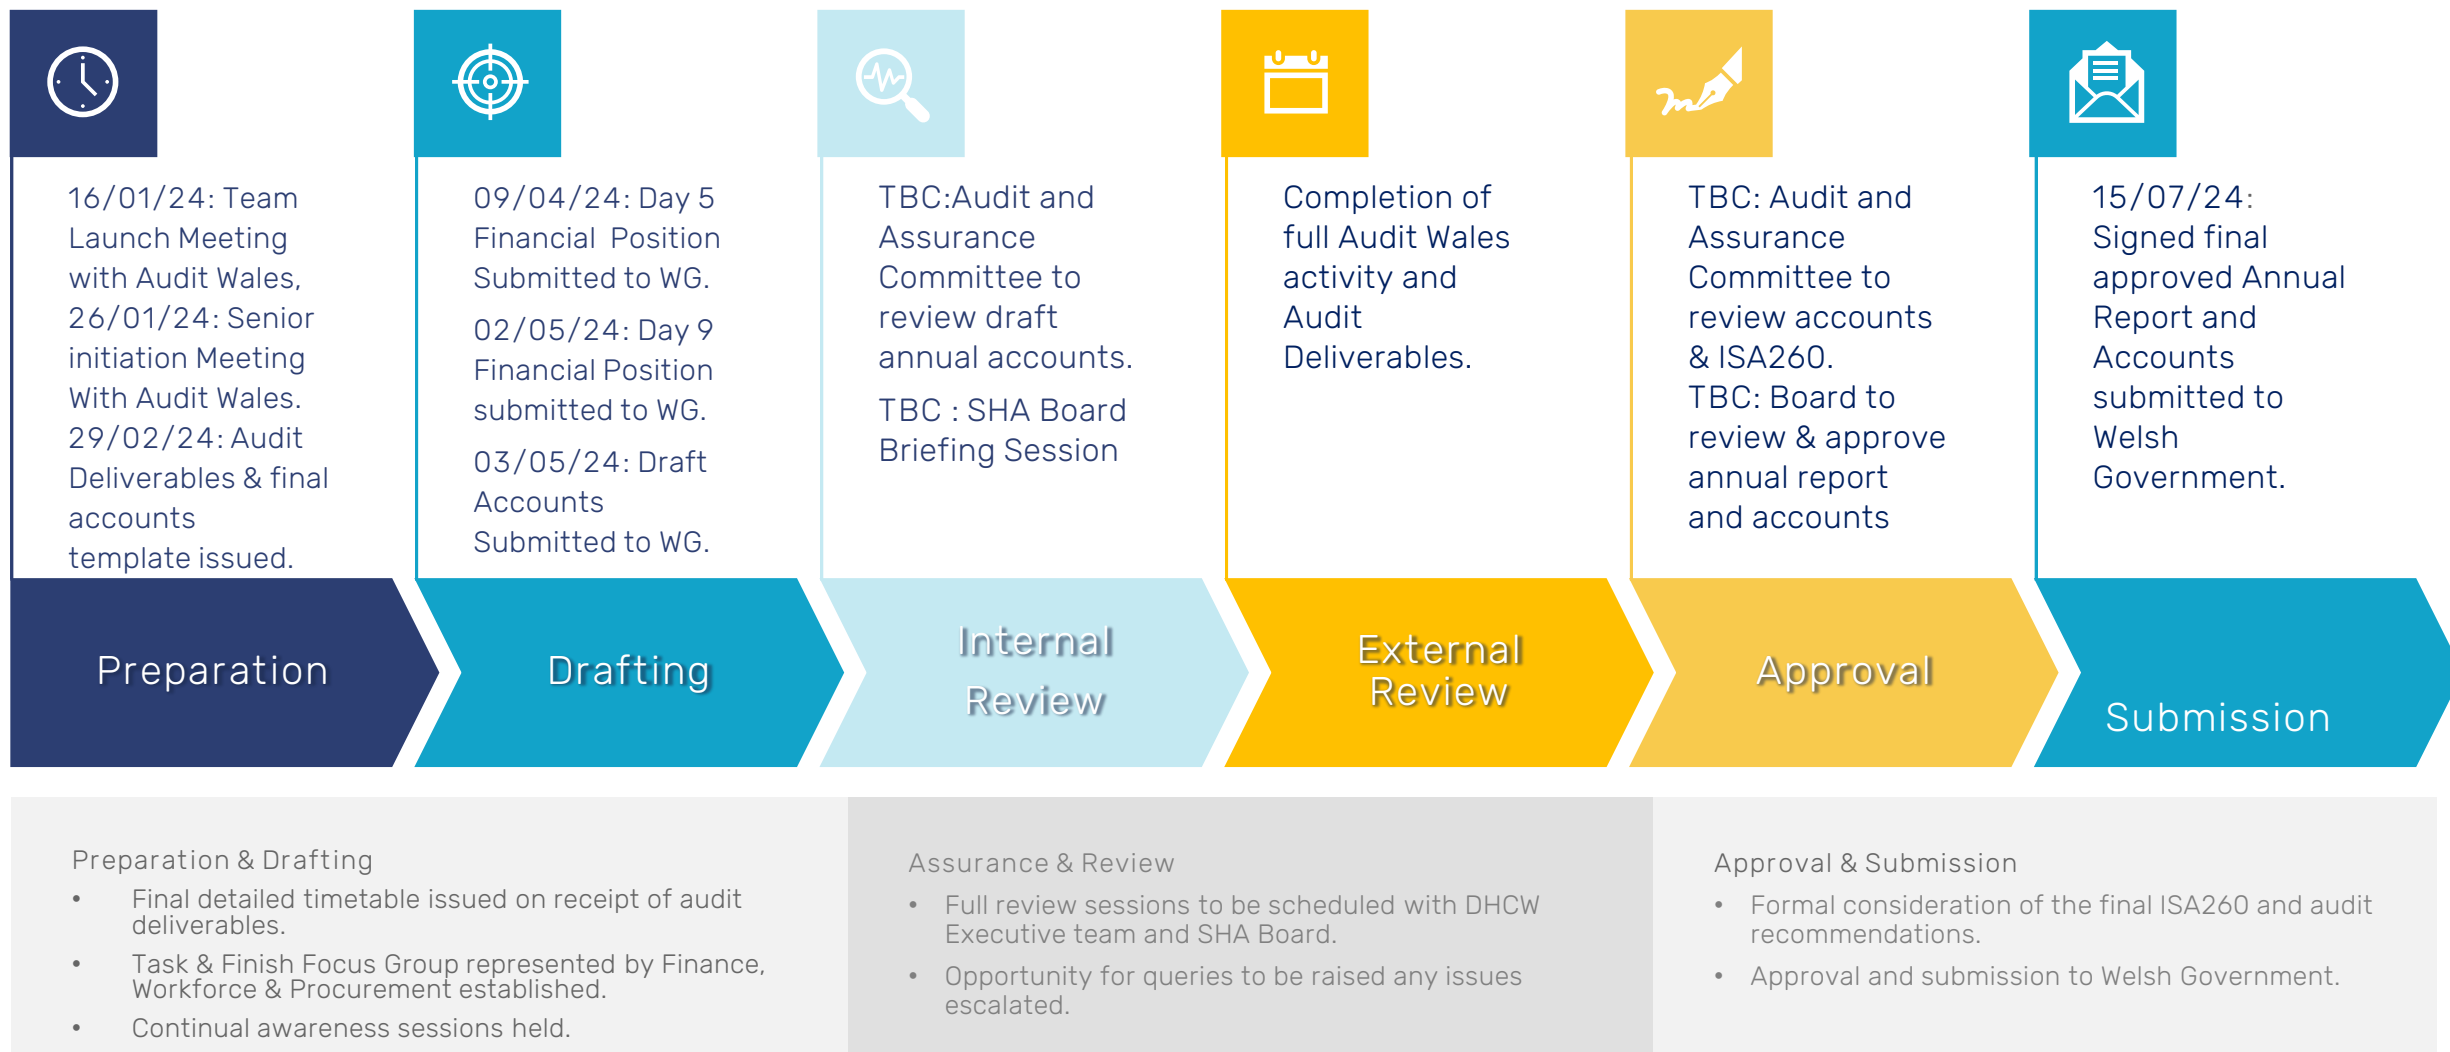 16/01/24: Team
Launch Meeting
with Audit Wales,
26/01/24: Senior
initiation Meeting
With Audit Wales.
29/02/24: Audit
Deliverables & final
accounts
template issued.
09/04/24: Day 5
Financial Position
Submitted to WG.
02/05/24: Day 9
Financial Position
submitted to WG.
03/05/24: Draft
Accounts
Submitted to WG.
TBC:Audit and
Assurance
Committee to
review draft
annual accounts.
TBC : SHA Board
Briefing Session
Completion of
full Audit Wales
activity and
Audit
Deliverables.
TBC: Audit and
Assurance
Committee to
review accounts
& ISA260.
TBC: Board to
review & approve
annual report
and accounts
15/07/24:
Signed final
approved Annual
Report and
Accounts
submitted to
Welsh
Government.
Preparation
Drafting
Internal
Review
External
Review
Approval
Submission
Preparation & Drafting
• Final detailed timetable issued on receipt of audit
deliverables.
• Task & Finish Focus Group represented by Finance,
Workforce & Procurement established.
• Continual awareness sessions held.
Assurance & Review
• Full review sessions to be scheduled with DHCW
Executive team and SHA Board.
• Opportunity for queries to be raised any issues
escalated.
Approval & Submission
• Formal consideration of the final ISA260 and audit
recommendations.
• Approval and submission to Welsh Government.